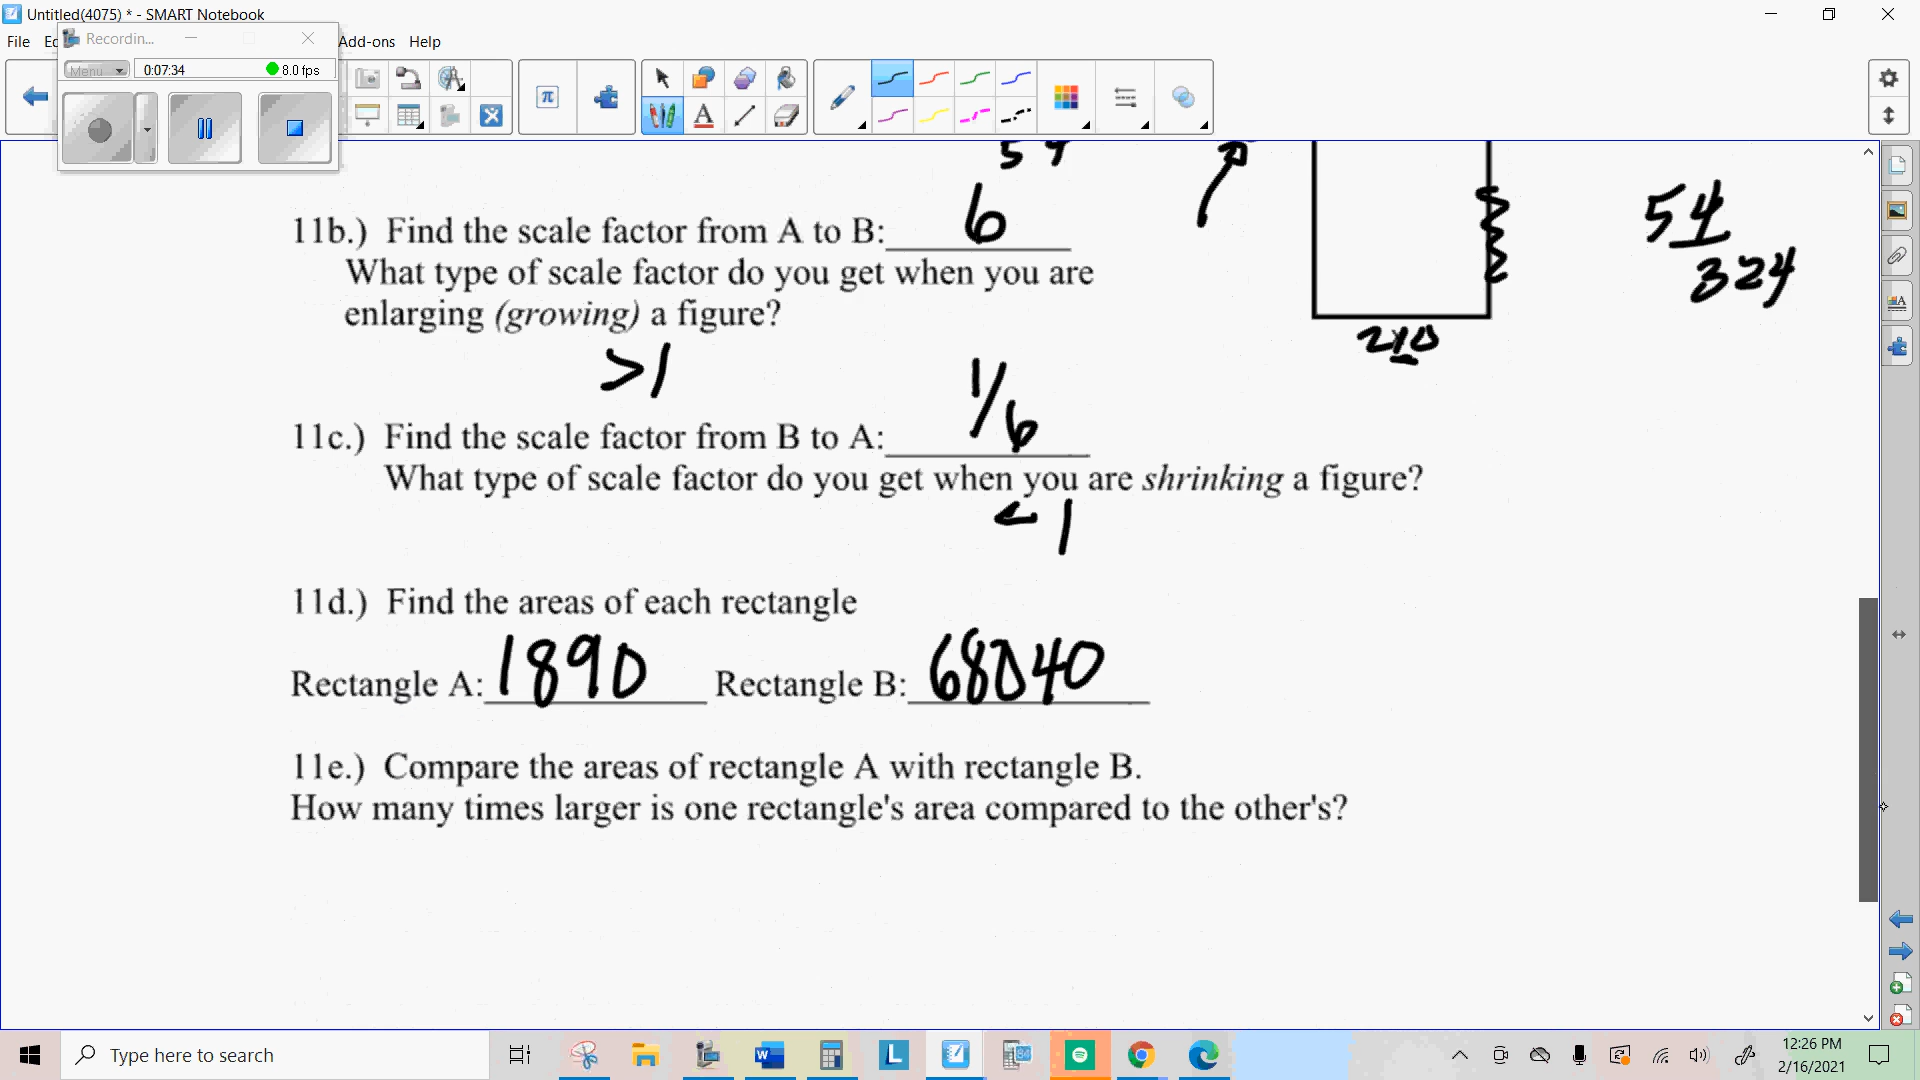 Untitled(4075) * - SMART Notebook
File
Recordin...
Add-ons Help
Menu 0:07:34 8.0 fps
π
A
54
11b.) Find the scale factor from A to B: 6
What type of scale factor do you get when you are
enlarging (growing) a figure?
>1
54
324
210
11c.) Find the scale factor from B to A: 1/6
What type of scale factor do you get when you are shrinking a figure?
<1
11d.) Find the areas of each rectangle
Rectangle A: 1890 Rectangle B: 68040
11e.) Compare the areas of rectangle A with rectangle B.
How many times larger is one rectangle's area compared to the other's?
Type here to search
12:26 PM
2/16/2021